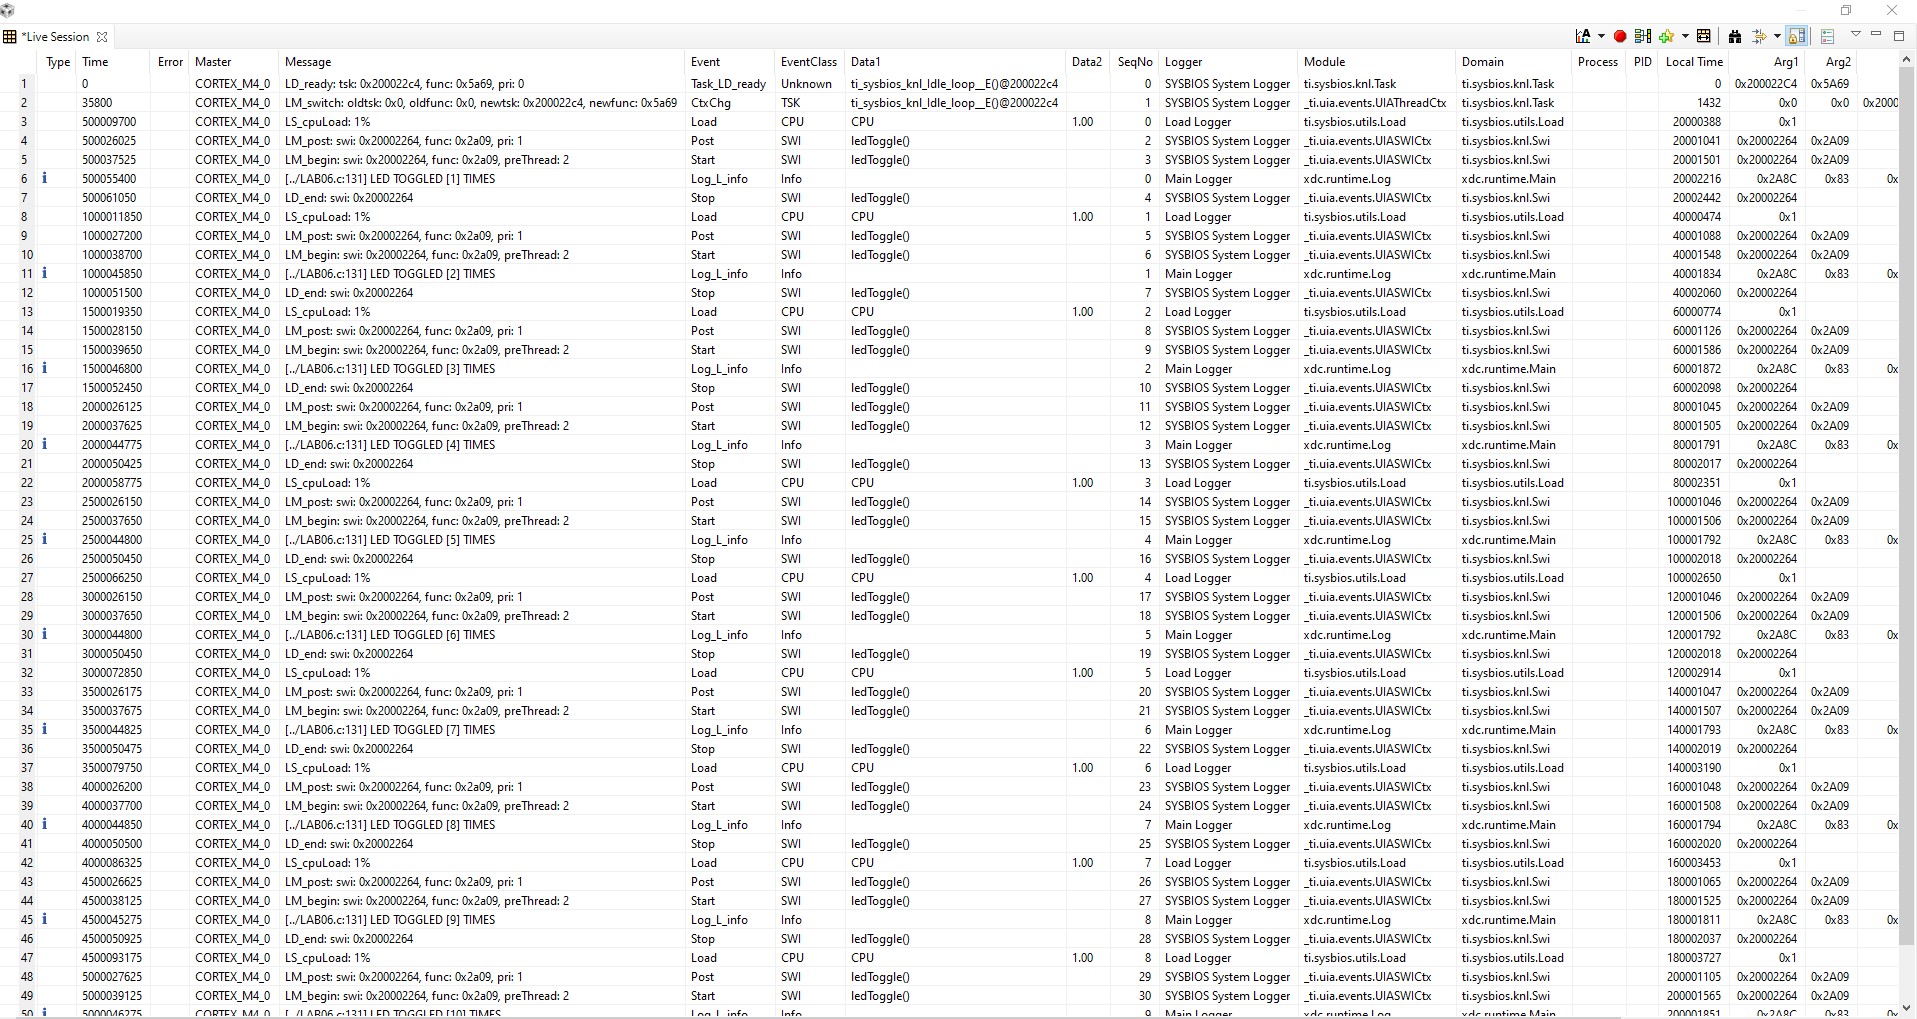 *Live Session
Type Time Error Master Message Event EventClass Data1 Data2 SeqNo Logger Module Domain Process PID Local Time Arg1 Arg2
1 0 CORTEX_M4_0 LD_ready: tsk: 0x200022c4, func: 0x5a69, pri: 0 Task_LD_ready Unknown ti_sysbios_knl_Idle_loop__E()@200022c4 0 SYSBIOS System Logger ti.sysbios.knl.Task ti.sysbios.knl.Task 0 0x200022C4 0x5A69
2 35800 CORTEX_M4_0 LM_switch: oldtsk: 0x0, oldfunc: 0x0, newtsk: 0x200022c4, newfunc: 0x5a69 CtxChg TSK ti_sysbios_knl_Idle_loop__E()@200022c4 1 SYSBIOS System Logger _ti.uia.events.UIAThreadCtx ti.sysbios.knl.Task 1432 0x0 0x0 0x2000
3 500009700 CORTEX_M4_0 LS_cpuLoad: 1% Load CPU CPU 1.00 0 Load Logger ti.sysbios.utils.Load ti.sysbios.utils.Load 20000388 0x1
4 500026025 CORTEX_M4_0 LM_post: swi: 0x20002264, func: 0x2a09, pri: 1 Post SWI ledToggle() 2 SYSBIOS System Logger _ti.uia.events.UIASWICtx ti.sysbios.knl.Swi 20001041 0x20002264 0x2A09
5 500037525 CORTEX_M4_0 LM_begin: swi: 0x20002264, func: 0x2a09, preThread: 2 Start SWI ledToggle() 3 SYSBIOS System Logger _ti.uia.events.UIASWICtx ti.sysbios.knl.Swi 20001501 0x20002264 0x2A09
6 i 500055400 CORTEX_M4_0 [../LAB06.c:131] LED TOGGLED [1] TIMES Log_L_info Info 0 Main Logger xdc.runtime.Log xdc.runtime.Main 20002216 0x2A8C 0x83 0x
7 500061050 CORTEX_M4_0 LD_end: swi: 0x20002264 Stop SWI ledToggle() 4 SYSBIOS System Logger _ti.uia.events.UIASWICtx ti.sysbios.knl.Swi 20002442 0x20002264
8 1000011850 CORTEX_M4_0 LS_cpuLoad: 1% Load CPU CPU 1.00 1 Load Logger ti.sysbios.utils.Load ti.sysbios.utils.Load 40000474 0x1
9 1000027200 CORTEX_M4_0 LM_post: swi: 0x20002264, func: 0x2a09, pri: 1 Post SWI ledToggle() 5 SYSBIOS System Logger _ti.uia.events.UIASWICtx ti.sysbios.knl.Swi 40001088 0x20002264 0x2A09
10 1000038700 CORTEX_M4_0 LM_begin: swi: 0x20002264, func: 0x2a09, preThread: 2 Start SWI ledToggle() 6 SYSBIOS System Logger _ti.uia.events.UIASWICtx ti.sysbios.knl.Swi 40001548 0x20002264 0x2A09
11 i 1000045850 CORTEX_M4_0 [../LAB06.c:131] LED TOGGLED [2] TIMES Log_L_info Info 1 Main Logger xdc.runtime.Log xdc.runtime.Main 40001834 0x2A8C 0x83 0x
12 1000051500 CORTEX_M4_0 LD_end: swi: 0x20002264 Stop SWI ledToggle() 7 SYSBIOS System Logger _ti.uia.events.UIASWICtx ti.sysbios.knl.Swi 40002060 0x20002264
13 1500019350 CORTEX_M4_0 LS_cpuLoad: 1% Load CPU CPU 1.00 2 Load Logger ti.sysbios.utils.Load ti.sysbios.utils.Load 60000774 0x1
14 1500028150 CORTEX_M4_0 LM_post: swi: 0x20002264, func: 0x2a09, pri: 1 Post SWI ledToggle() 8 SYSBIOS System Logger _ti.uia.events.UIASWICtx ti.sysbios.knl.Swi 60001126 0x20002264 0x2A09
15 1500039650 CORTEX_M4_0 LM_begin: swi: 0x20002264, func: 0x2a09, preThread: 2 Start SWI ledToggle() 9 SYSBIOS System Logger _ti.uia.events.UIASWICtx ti.sysbios.knl.Swi 60001586 0x20002264 0x2A09
16 i 1500046800 CORTEX_M4_0 [../LAB06.c:131] LED TOGGLED [3] TIMES Log_L_info Info 2 Main Logger xdc.runtime.Log xdc.runtime.Main 60001872 0x2A8C 0x83 0x
17 1500052450 CORTEX_M4_0 LD_end: swi: 0x20002264 Stop SWI ledToggle() 10 SYSBIOS System Logger _ti.uia.events.UIASWICtx ti.sysbios.knl.Swi 60002098 0x20002264
18 2000026125 CORTEX_M4_0 LM_post: swi: 0x20002264, func: 0x2a09, pri: 1 Post SWI ledToggle() 11 SYSBIOS System Logger _ti.uia.events.UIASWICtx ti.sysbios.knl.Swi 80001045 0x20002264 0x2A09
19 2000037625 CORTEX_M4_0 LM_begin: swi: 0x20002264, func: 0x2a09, preThread: 2 Start SWI ledToggle() 12 SYSBIOS System Logger _ti.uia.events.UIASWICtx ti.sysbios.knl.Swi 80001505 0x20002264 0x2A09
20 i 2000044775 CORTEX_M4_0 [../LAB06.c:131] LED TOGGLED [4] TIMES Log_L_info Info 3 Main Logger xdc.runtime.Log xdc.runtime.Main 80001791 0x2A8C 0x83 0x
21 2000050425 CORTEX_M4_0 LD_end: swi: 0x20002264 Stop SWI ledToggle() 13 SYSBIOS System Logger _ti.uia.events.UIASWICtx ti.sysbios.knl.Swi 80002017 0x20002264
22 2000058775 CORTEX_M4_0 LS_cpuLoad: 1% Load CPU CPU 1.00 3 Load Logger ti.sysbios.utils.Load ti.sysbios.utils.Load 80002351 0x1
23 2500026150 CORTEX_M4_0 LM_post: swi: 0x20002264, func: 0x2a09, pri: 1 Post SWI ledToggle() 14 SYSBIOS System Logger _ti.uia.events.UIASWICtx ti.sysbios.knl.Swi 100001046 0x20002264 0x2A09
24 2500037650 CORTEX_M4_0 LM_begin: swi: 0x20002264, func: 0x2a09, preThread: 2 Start SWI ledToggle() 15 SYSBIOS System Logger _ti.uia.events.UIASWICtx ti.sysbios.knl.Swi 100001506 0x20002264 0x2A09
25 i 2500044800 CORTEX_M4_0 [../LAB06.c:131] LED TOGGLED [5] TIMES Log_L_info Info 4 Main Logger xdc.runtime.Log xdc.runtime.Main 100001792 0x2A8C 0x83 0x
26 2500050450 CORTEX_M4_0 LD_end: swi: 0x20002264 Stop SWI ledToggle() 16 SYSBIOS System Logger _ti.uia.events.UIASWICtx ti.sysbios.knl.Swi 100002018 0x20002264
27 2500066250 CORTEX_M4_0 LS_cpuLoad: 1% Load CPU CPU 1.00 4 Load Logger ti.sysbios.utils.Load ti.sysbios.utils.Load 100002650 0x1
28 3000026150 CORTEX_M4_0 LM_post: swi: 0x20002264, func: 0x2a09, pri: 1 Post SWI ledToggle() 17 SYSBIOS System Logger _ti.uia.events.UIASWICtx ti.sysbios.knl.Swi 120001046 0x20002264 0x2A09
29 3000037650 CORTEX_M4_0 LM_begin: swi: 0x20002264, func: 0x2a09, preThread: 2 Start SWI ledToggle() 18 SYSBIOS System Logger _ti.uia.events.UIASWICtx ti.sysbios.knl.Swi 120001506 0x20002264 0x2A09
30 i 3000044800 CORTEX_M4_0 [../LAB06.c:131] LED TOGGLED [6] TIMES Log_L_info Info 5 Main Logger xdc.runtime.Log xdc.runtime.Main 120001792 0x2A8C 0x83 0x
31 3000050450 CORTEX_M4_0 LD_end: swi: 0x20002264 Stop SWI ledToggle() 19 SYSBIOS System Logger _ti.uia.events.UIASWICtx ti.sysbios.knl.Swi 120002018 0x20002264
32 3000072850 CORTEX_M4_0 LS_cpuLoad: 1% Load CPU CPU 1.00 5 Load Logger ti.sysbios.utils.Load ti.sysbios.utils.Load 120002914 0x1
33 3500026175 CORTEX_M4_0 LM_post: swi: 0x20002264, func: 0x2a09, pri: 1 Post SWI ledToggle() 20 SYSBIOS System Logger _ti.uia.events.UIASWICtx ti.sysbios.knl.Swi 140001047 0x20002264 0x2A09
34 3500037675 CORTEX_M4_0 LM_begin: swi: 0x20002264, func: 0x2a09, preThread: 2 Start SWI ledToggle() 21 SYSBIOS System Logger _ti.uia.events.UIASWICtx ti.sysbios.knl.Swi 140001507 0x20002264 0x2A09
35 i 3500044825 CORTEX_M4_0 [../LAB06.c:131] LED TOGGLED [7] TIMES Log_L_info Info 6 Main Logger xdc.runtime.Log xdc.runtime.Main 140001793 0x2A8C 0x83 0x
36 3500050475 CORTEX_M4_0 LD_end: swi: 0x20002264 Stop SWI ledToggle() 22 SYSBIOS System Logger _ti.uia.events.UIASWICtx ti.sysbios.knl.Swi 140002019 0x20002264
37 3500079750 CORTEX_M4_0 LS_cpuLoad: 1% Load CPU CPU 1.00 6 Load Logger ti.sysbios.utils.Load ti.sysbios.utils.Load 140003190 0x1
38 4000026200 CORTEX_M4_0 LM_post: swi: 0x20002264, func: 0x2a09, pri: 1 Post SWI ledToggle() 23 SYSBIOS System Logger _ti.uia.events.UIASWICtx ti.sysbios.knl.Swi 160001048 0x20002264 0x2A09
39 4000037700 CORTEX_M4_0 LM_begin: swi: 0x20002264, func: 0x2a09, preThread: 2 Start SWI ledToggle() 24 SYSBIOS System Logger _ti.uia.events.UIASWICtx ti.sysbios.knl.Swi 160001508 0x20002264 0x2A09
40 i 4000044850 CORTEX_M4_0 [../LAB06.c:131] LED TOGGLED [8] TIMES Log_L_info Info 7 Main Logger xdc.runtime.Log xdc.runtime.Main 160001794 0x2A8C 0x83 0x
41 4000050500 CORTEX_M4_0 LD_end: swi: 0x20002264 Stop SWI ledToggle() 25 SYSBIOS System Logger _ti.uia.events.UIASWICtx ti.sysbios.knl.Swi 160002020 0x20002264
42 4000086325 CORTEX_M4_0 LS_cpuLoad: 1% Load CPU CPU 1.00 7 Load Logger ti.sysbios.utils.Load ti.sysbios.utils.Load 160003453 0x1
43 4500026625 CORTEX_M4_0 LM_post: swi: 0x20002264, func: 0x2a09, pri: 1 Post SWI ledToggle() 26 SYSBIOS System Logger _ti.uia.events.UIASWICtx ti.sysbios.knl.Swi 180001065 0x20002264 0x2A09
44 4500038125 CORTEX_M4_0 LM_begin: swi: 0x20002264, func: 0x2a09, preThread: 2 Start SWI ledToggle() 27 SYSBIOS System Logger _ti.uia.events.UIASWICtx ti.sysbios.knl.Swi 180001525 0x20002264 0x2A09
45 i 4500045275 CORTEX_M4_0 [../LAB06.c:131] LED TOGGLED [9] TIMES Log_L_info Info 8 Main Logger xdc.runtime.Log xdc.runtime.Main 180001811 0x2A8C 0x83 0x
46 4500050925 CORTEX_M4_0 LD_end: swi: 0x20002264 Stop SWI ledToggle() 28 SYSBIOS System Logger _ti.uia.events.UIASWICtx ti.sysbios.knl.Swi 180002037 0x20002264
47 4500093175 CORTEX_M4_0 LS_cpuLoad: 1% Load CPU CPU 1.00 8 Load Logger ti.sysbios.utils.Load ti.sysbios.utils.Load 180003727 0x1
48 5000027625 CORTEX_M4_0 LM_post: swi: 0x20002264, func: 0x2a09, pri: 1 Post SWI ledToggle() 29 SYSBIOS System Logger _ti.uia.events.UIASWICtx ti.sysbios.knl.Swi 200001105 0x20002264 0x2A09
49 5000039125 CORTEX_M4_0 LM_begin: swi: 0x20002264, func: 0x2a09, preThread: 2 Start SWI ledToggle() 30 SYSBIOS System Logger _ti.uia.events.UIASWICtx ti.sysbios.knl.Swi 200001565 0x20002264 0x2A09
50 i 5000046275 CORTEX_M4_0 [../LAB06.c:131] LED TOGGLED [10] TIMES Log_L_info Info 9 Main Logger xdc.runtime.Log xdc.runtime.Main 200001851 0x2A8C 0x83 0x